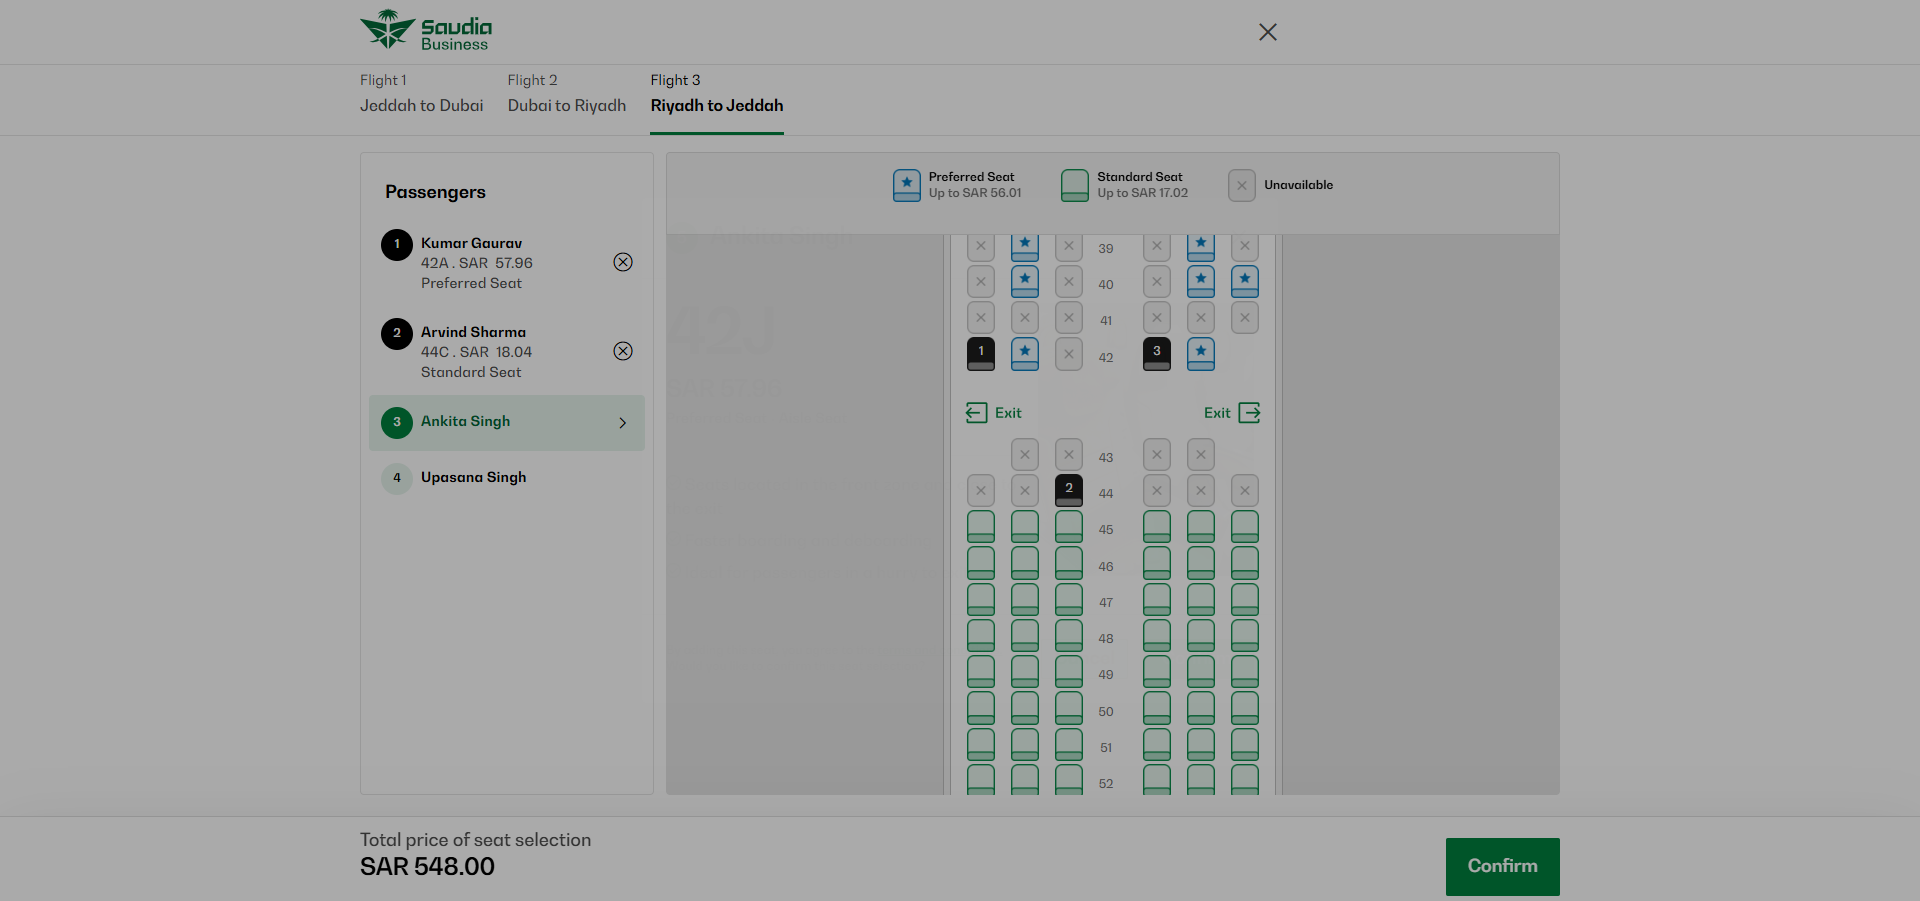 Saudia
Business
Flight 1
Jeddah to Dubai
Flight 2
Dubai to Riyadh
Flight 3
Riyadh to Jeddah
Passengers
1
Kumar Gaurav
42A . SAR 57.96
Preferred Seat
2
Arvind Sharma
44C . SAR 18.04
Standard Seat
3
Ankita Singh
4
Upasana Singh
Preferred Seat
Up to SAR 56.01
Standard Seat
Up to SAR 17.02
Unavailable
Ankita Singh
42J
39
40
41
1
42
3
Exit
Exit
43
2
44
45
46
47
48
49
50
51
52
Total price of seat selection
SAR 548.00
Confirm